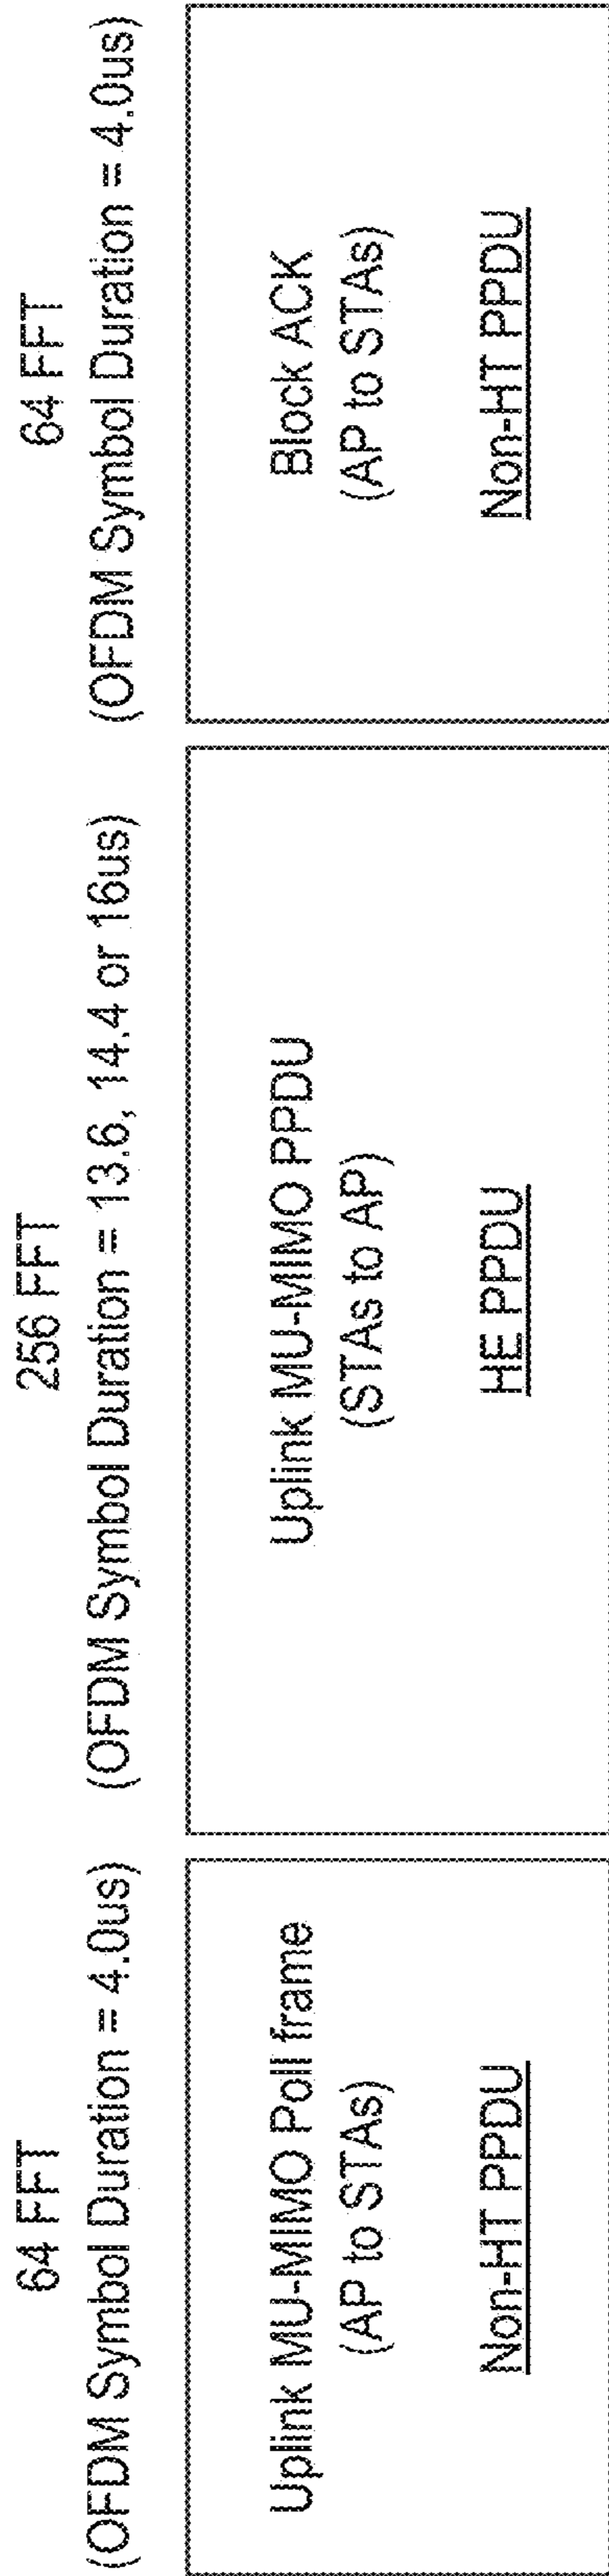 64 FFT
(OFDM Symbol Duration = 4.0us)
Uplink MU-MIMO Poll frame
(AP to STAs)
Non-HT PPDU
256 FFT
(OFDM Symbol Duration = 13.6, 14.4 or 16us)
Uplink MU-MIMO PPDU
(STAs to AP)
HE PPDU
64 FFT
(OFDM Symbol Duration = 4.0us)
Block ACK
(AP to STAs)
Non-HT PPDU